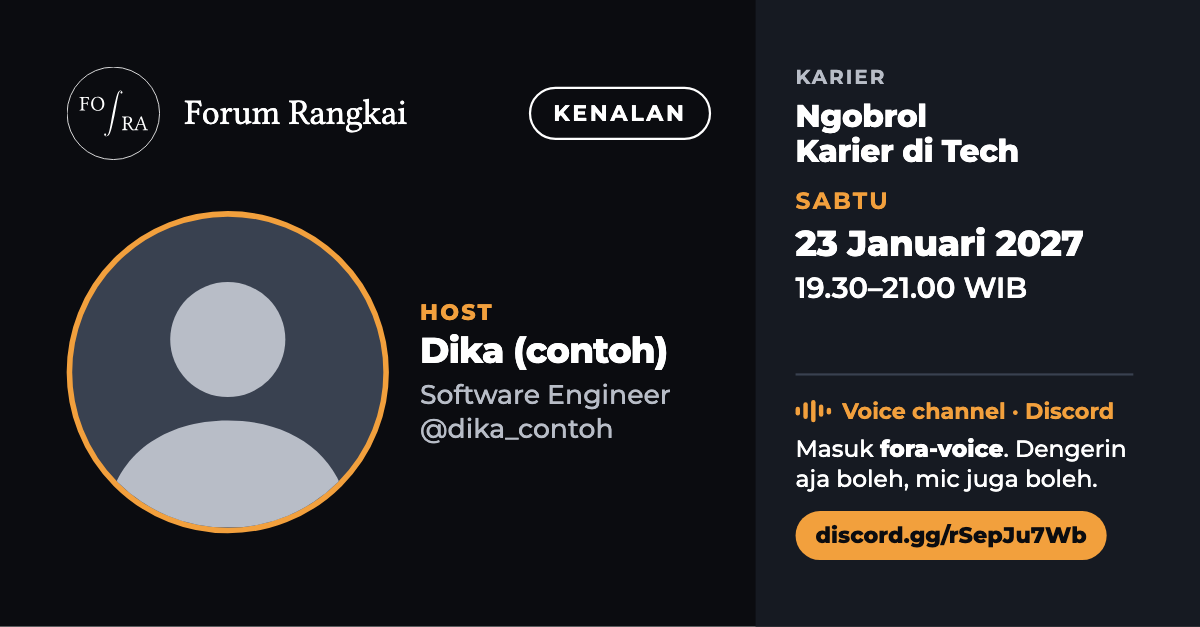 FO
RA
Forum Rangkai
KENALAN
HOST
Dika (contoh)
Software Engineer
@dika_contoh
KARIER
Ngobrol
Karier di Tech
SABTU
23 Januari 2027
19.30–21.00 WIB
Voice channel · Discord
Masuk fora-voice. Dengerin
aja boleh, mic juga boleh.
discord.gg/rSepJu7Wb